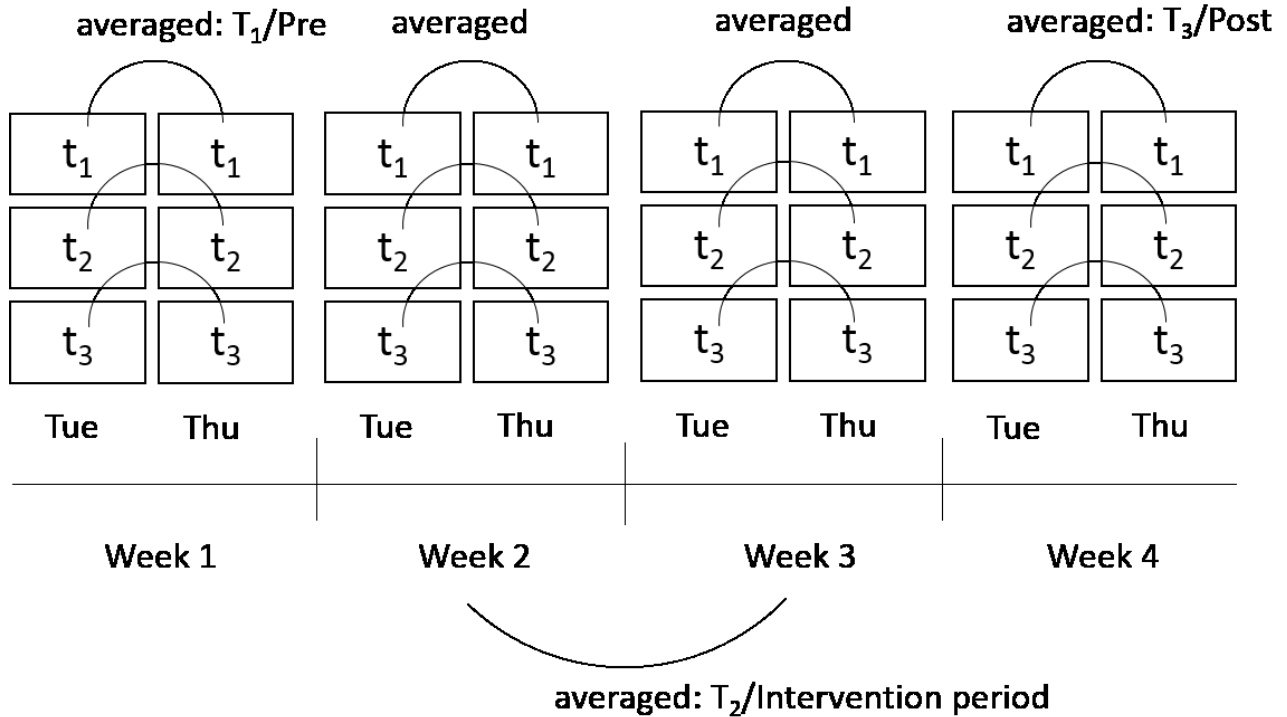 averaged: T₁/Pre averaged averaged averaged: T₃/Post
t₁ t₁ t₁ t₁ t₁ t₁ t₁ t₁
t₂ t₂ t₂ t₂ t₂ t₂ t₂ t₂
t₃ t₃ t₃ t₃ t₃ t₃ t₃ t₃
Tue Thu Tue Thu Tue Thu Tue Thu
Week 1 Week 2 Week 3 Week 4
averaged: T₂/Intervention period